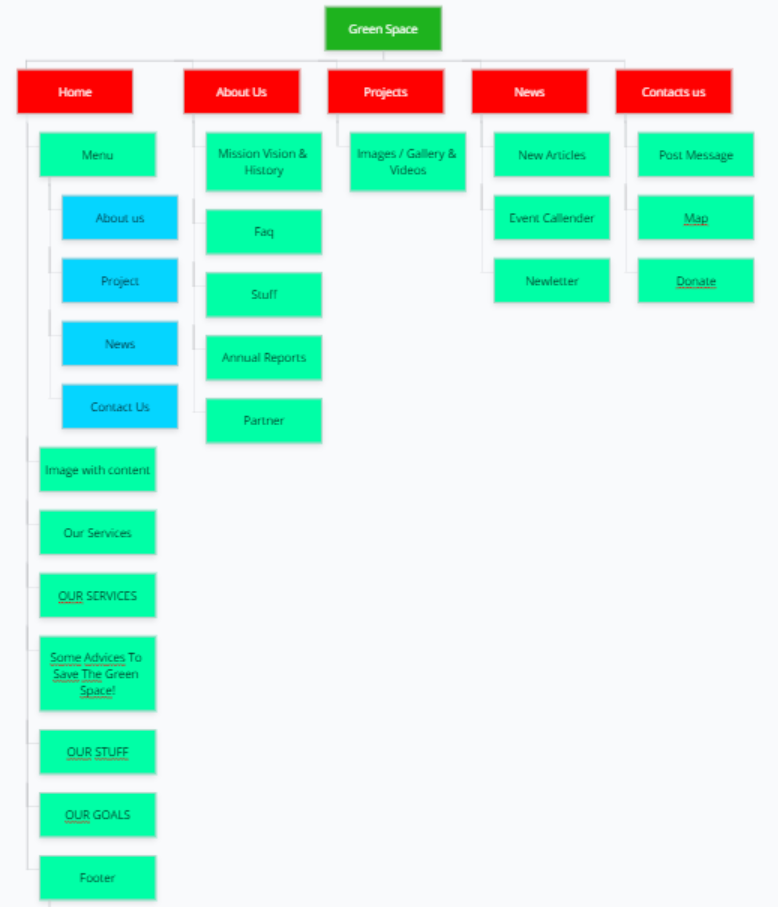 Green Space
Home
About Us
Projects
News
Contacts us
Menu
About us
Project
News
Contact Us
Image with content
Our Services
OUR SERVICES
Some Advices To
Save The Green
Space!
OUR STUFF
OUR GOALS
Footer
Mission Vision &
History
Faq
Stuff
Annual Reports
Partner
Images / Gallery &
Videos
New Articles
Event Callender
Newletter
Post Message
Map
Donate